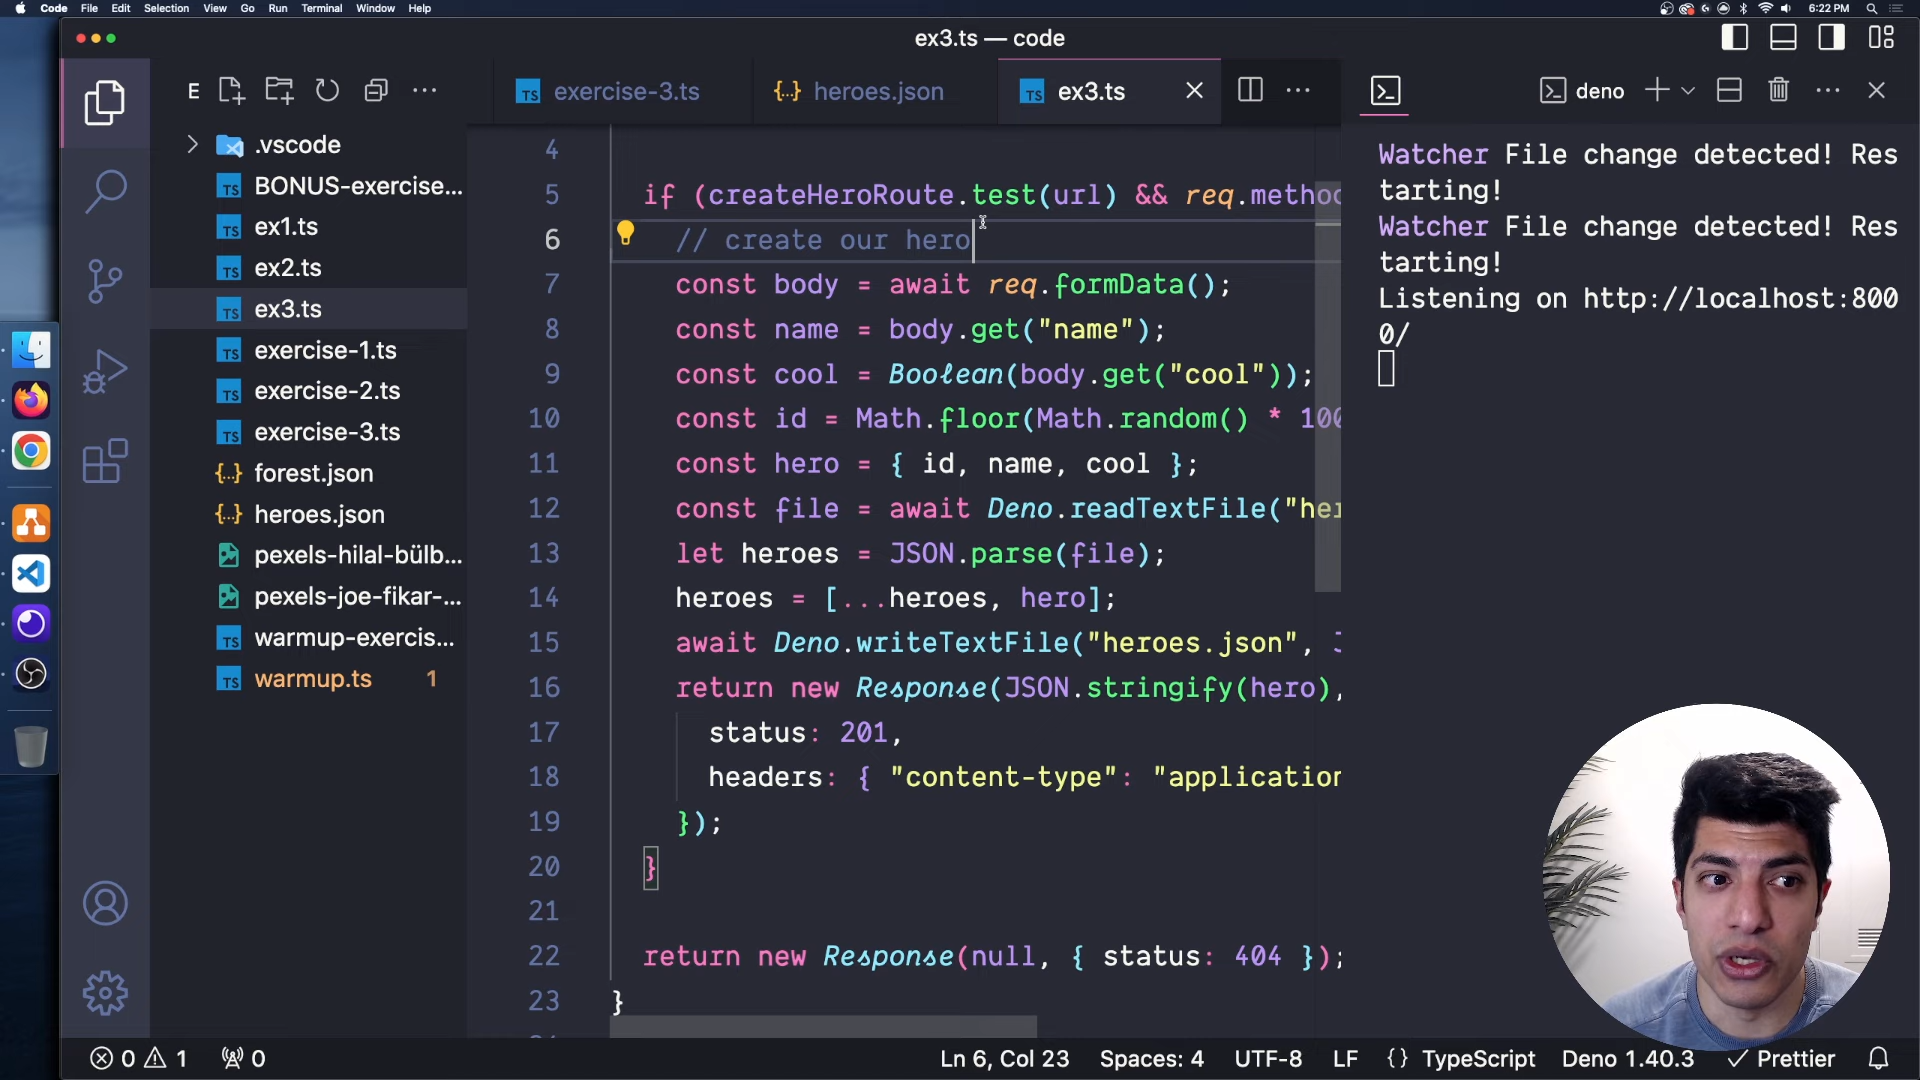 Code File Edit Selection View Go Run Terminal Window Help
6:22 PM
ex3.ts — code
E
exercise-3.ts
heroes.json
ex3.ts
deno
.vscode
BONUS-exercise...
ex1.ts
ex2.ts
ex3.ts
exercise-1.ts
exercise-2.ts
exercise-3.ts
forest.json
heroes.json
pexels-hilal-bülb...
pexels-joe-fikar-...
warmup-exercis...
warmup.ts 1
4
5 if (createHeroRoute.test(url) && req.metho
6 // create our hero
7 const body = await req.formData();
8 const name = body.get("name");
9 const cool = Boolean(body.get("cool"));
10 const id = Math.floor(Math.random() * 100
11 const hero = { id, name, cool };
12 const file = await Deno.readTextFile("her
13 let heroes = JSON.parse(file);
14 heroes = [...heroes, hero];
15 await Deno.writeTextFile("heroes.json", J
16 return new Response(JSON.stringify(hero),
17 status: 201,
18 headers: { "content-type": "application
19 });
20 }
21
22 return new Response(null, { status: 404 });
23 }
Watcher File change detected! Res
tarting!
Watcher File change detected! Res
tarting!
Listening on http://localhost:800
0/
0 1 0
Ln 6, Col 23 Spaces: 4 UTF-8 LF {} TypeScript Deno 1.40.3 Prettier